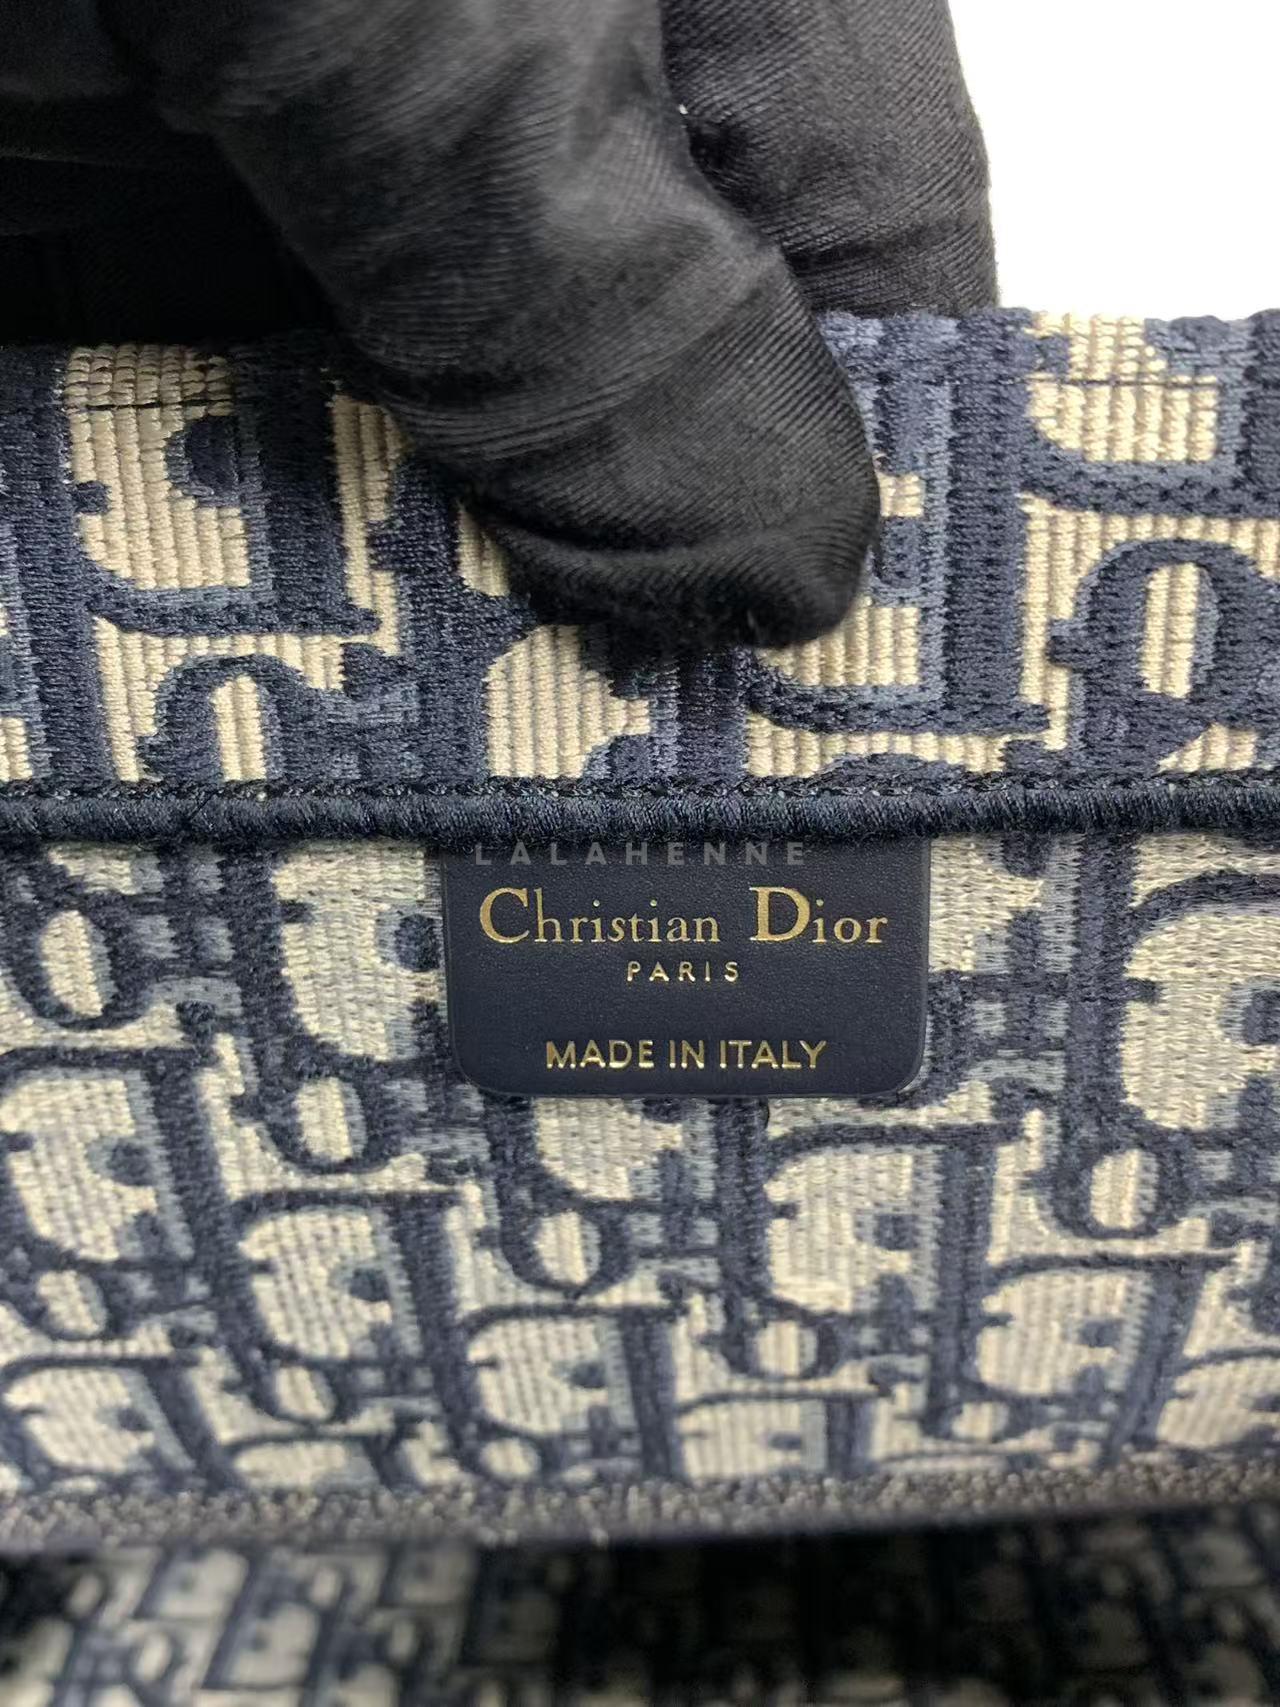 LALAHENNE
Christian Dior
PARIS
MADE IN ITALY